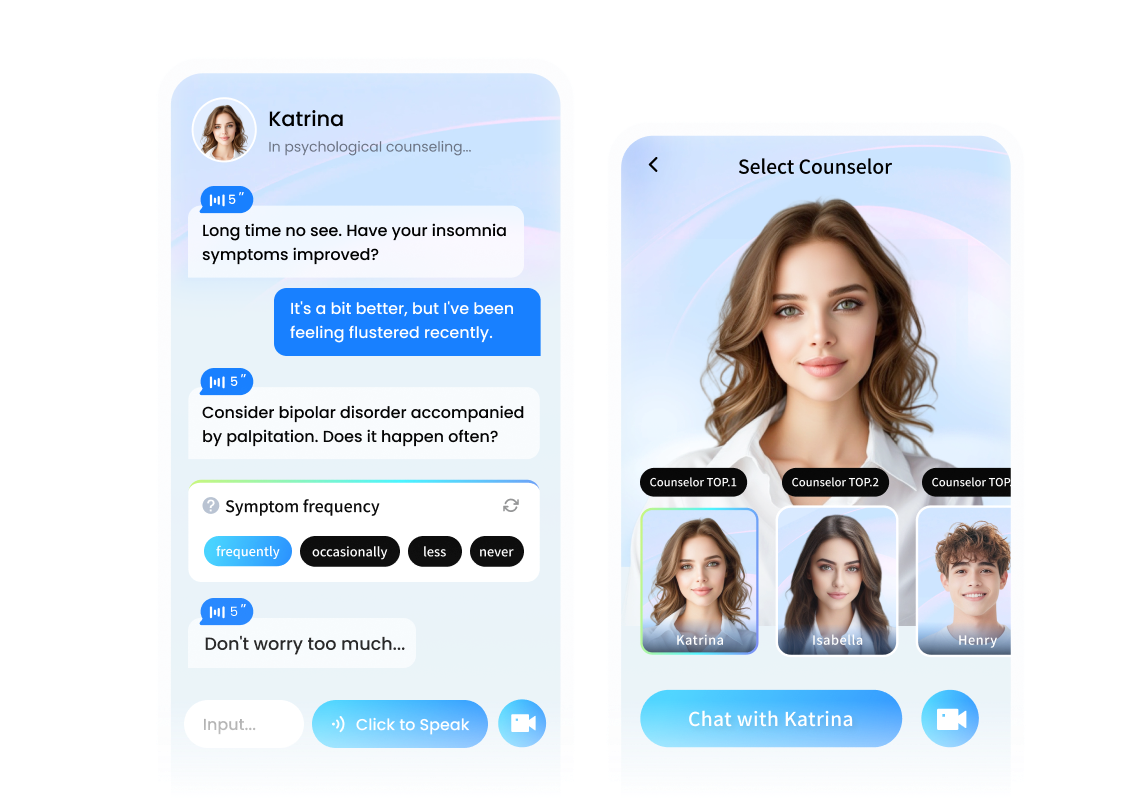 Katrina
In psychological counseling...
5"
Long time no see. Have your insomnia
symptoms improved?
It's a bit better, but I've been
feeling flustered recently.
5"
Consider bipolar disorder accompanied
by palpitation. Does it happen often?
? Symptom frequency
frequently occasionally less never
5"
Don't worry too much...
Input... Click to Speak
Select Counselor
Counselor TOP.1 Counselor TOP.2 Counselor TOP.
Katrina Isabella Henry
Chat with Katrina